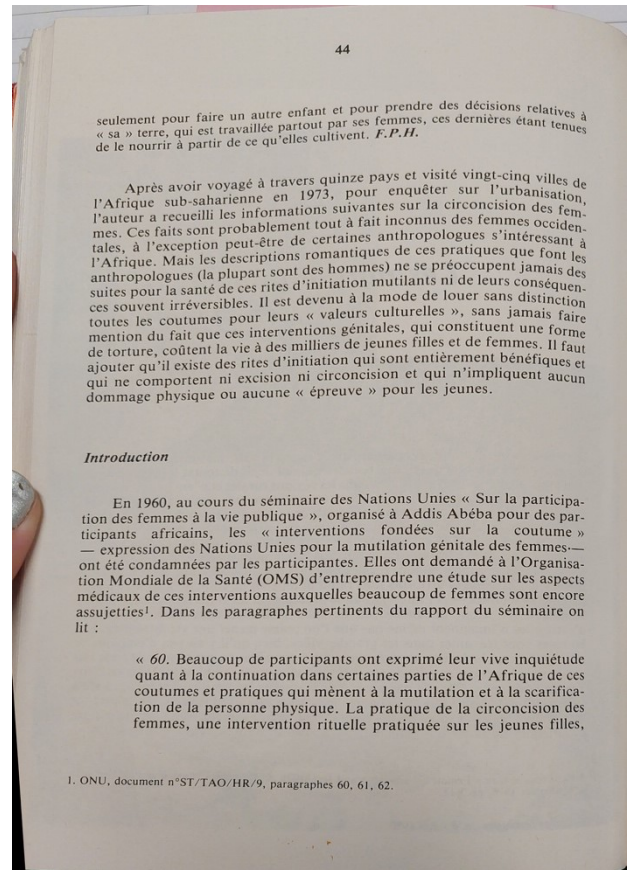 44
seulement pour faire un autre enfant et pour prendre des décisions relatives à
« sa » terre, qui est travaillée partout par ses femmes, ces dernières étant tenues
de le nourrir à partir de ce qu'elles cultivent. F.P.H.
Après avoir voyagé à travers quinze pays et visité vingt-cinq villes de
l'Afrique sub-saharienne en 1973, pour enquêter sur l'urbanisation,
l'auteur a recueilli les informations suivantes sur la circoncision des fem-
mes. Ces faits sont probablement tout à fait inconnus des femmes occiden-
tales, à l'exception peut-être de certaines anthropologues s'intéressant à
l'Afrique. Mais les descriptions romantiques de ces pratiques que font les
anthropologues (la plupart sont des hommes) ne se préoccupent jamais des
suites pour la santé de ces rites d'initiation mutilants ni de leurs conséquen-
ces souvent irréversibles. Il est devenu à la mode de louer sans distinction
toutes les coutumes pour leurs « valeurs culturelles », sans jamais faire
mention du fait que ces interventions génitales, qui constituent une forme
de torture, coûtent la vie à des milliers de jeunes filles et de femmes. Il faut
ajouter qu'il existe des rites d'initiation qui sont entièrement bénéfiques et
qui ne comportent ni excision ni circoncision et qui n'impliquent aucun
dommage physique ou aucune « épreuve » pour les jeunes.
Introduction
En 1960, au cours du séminaire des Nations Unies « Sur la participa-
tion des femmes à la vie publique », organisé à Addis Abéba pour des par-
ticipants africains, les « interventions fondées sur la coutume »
— expression des Nations Unies pour la mutilation génitale des femmes —
ont été condamnées par les participantes. Elles ont demandé à l'Organisa-
tion Mondiale de la Santé (OMS) d'entreprendre une étude sur les aspects
médicaux de ces interventions auxquelles beaucoup de femmes sont encore
assujetties1. Dans les paragraphes pertinents du rapport du séminaire on
lit :
« 60. Beaucoup de participants ont exprimé leur vive inquiétude
quant à la continuation dans certaines parties de l'Afrique de ces
coutumes et pratiques qui mènent à la mutilation et à la scarifica-
tion de la personne physique. La pratique de la circoncision des
femmes, une intervention rituelle pratiquée sur les jeunes filles,
1. ONU, document n°ST/TAO/HR/9, paragraphes 60, 61, 62.